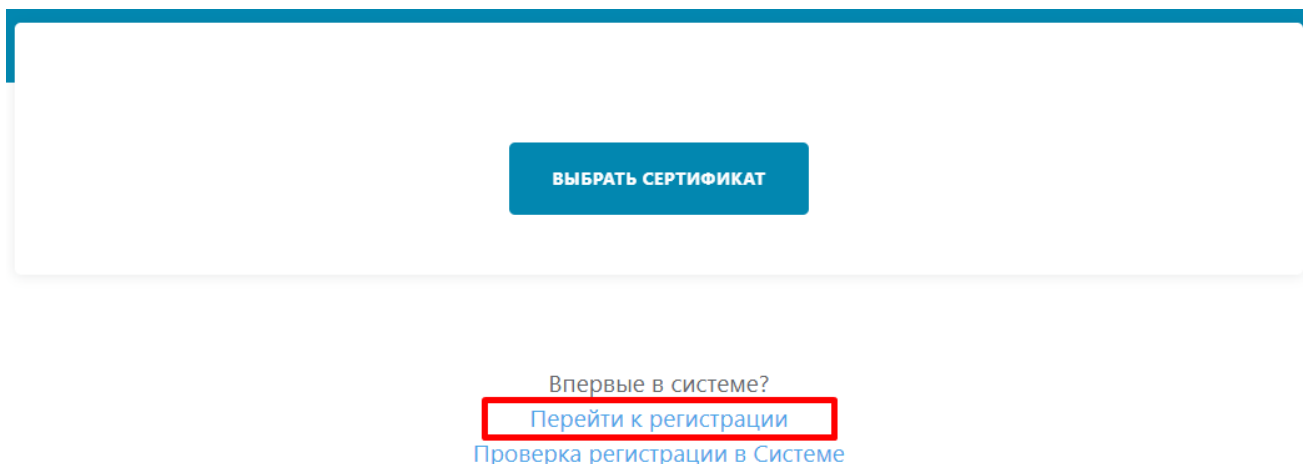 ВЫБРАТЬ СЕРТИФИКАТ
Впервые в системе?
Перейти к регистрации
Проверка регистрации в Системе